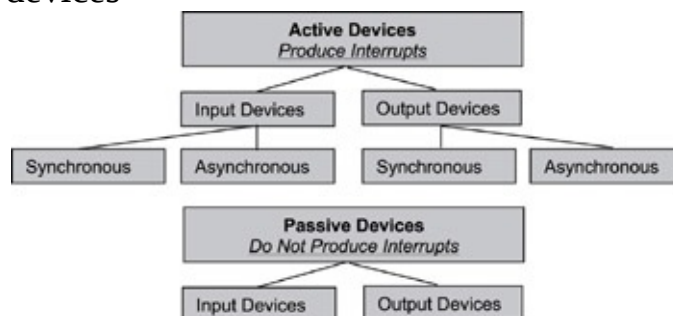 devices
Active Devices
Produce Interrupts
Input Devices
Output Devices
Synchronous
Asynchronous
Synchronous
Asynchronous
Passive Devices
Do Not Produce Interrupts
Input Devices
Output Devices